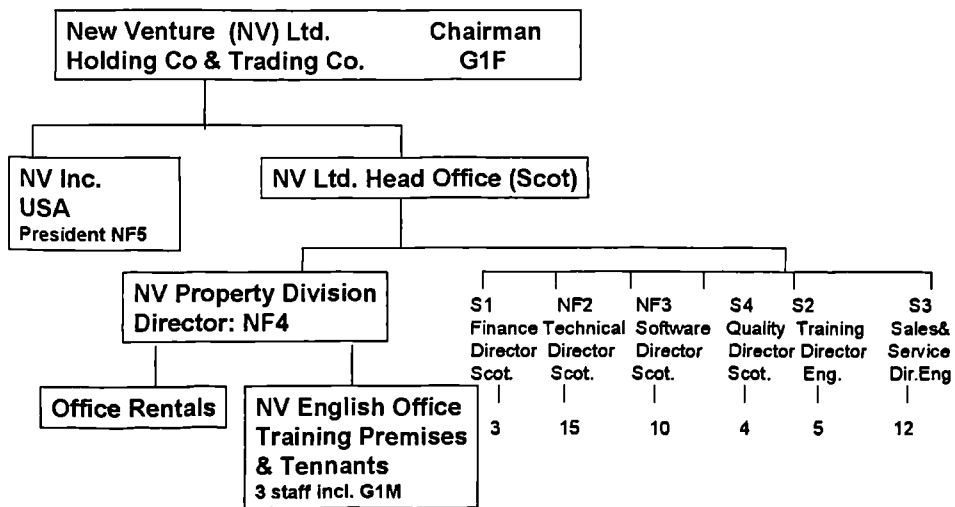 New Venture (NV) Ltd. Chairman
Holding Co & Trading Co. G1F
NV Inc.
USA
President NF5
NV Ltd. Head Office (Scot)
NV Property Division
Director: NF4
Office Rentals
NV English Office
Training Premises
& Tennants
3 staff incl. G1M
S1 NF2 NF3 S4 S2 S3
Finance Technical Software Quality Training Sales&
Director Director Director Director Director Service
Scot. Scot. Scot. Scot. Eng. Dir.Eng
3 15 10 4 5 12